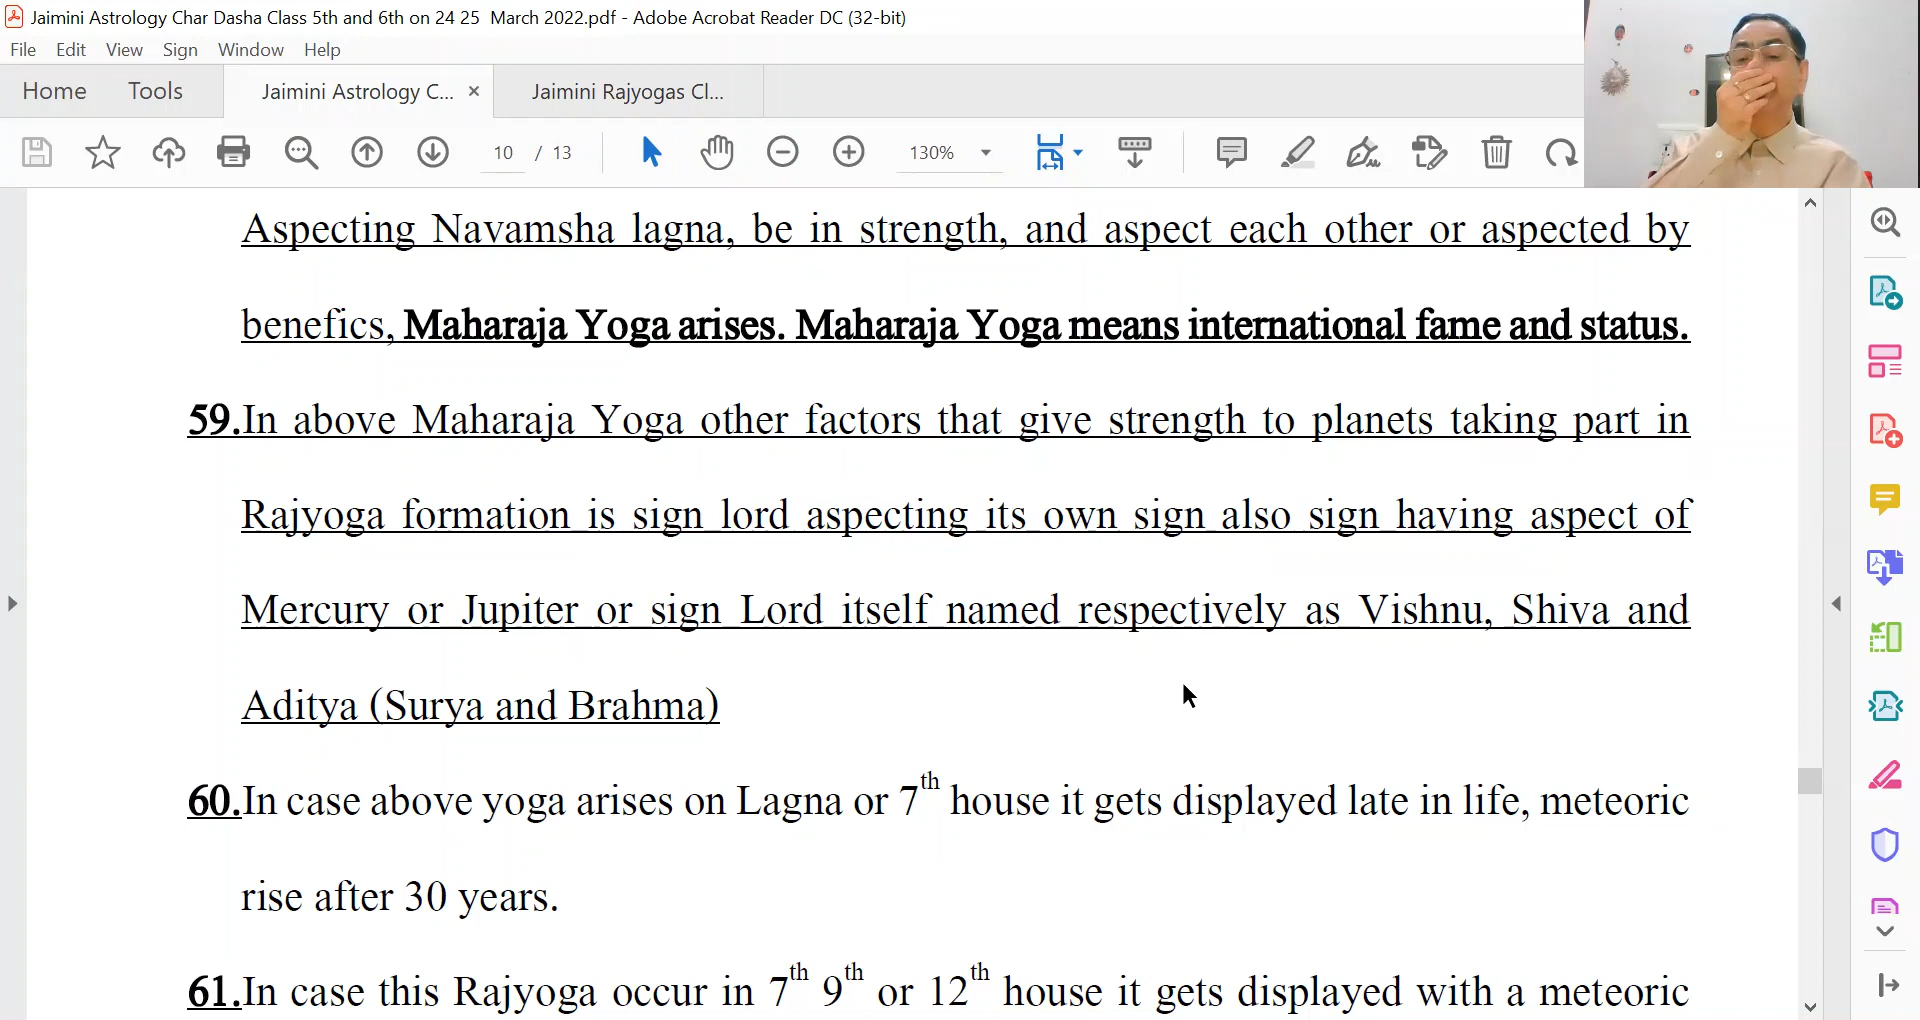 Jaimini Astrology Char Dasha Class 5th and 6th on 24 25 March 2022.pdf - Adobe Acrobat Reader DC (32-bit)
File Edit View Sign Window Help
Home Tools Jaimini Astrology C... × Jaimini Rajyogas Cl...
10 / 13 130%
Aspecting Navamsha lagna, be in strength, and aspect each other or aspected by
benefics, Maharaja Yoga arises. Maharaja Yoga means international fame and status.
59.In above Maharaja Yoga other factors that give strength to planets taking part in
Rajyoga formation is sign lord aspecting its own sign also sign having aspect of
Mercury or Jupiter or sign Lord itself named respectively as Vishnu, Shiva and
Aditya (Surya and Brahma)
60.In case above yoga arises on Lagna or 7th house it gets displayed late in life, meteoric
rise after 30 years.
61.In case this Rajyoga occur in 7th 9th or 12th house it gets displayed with a meteoric